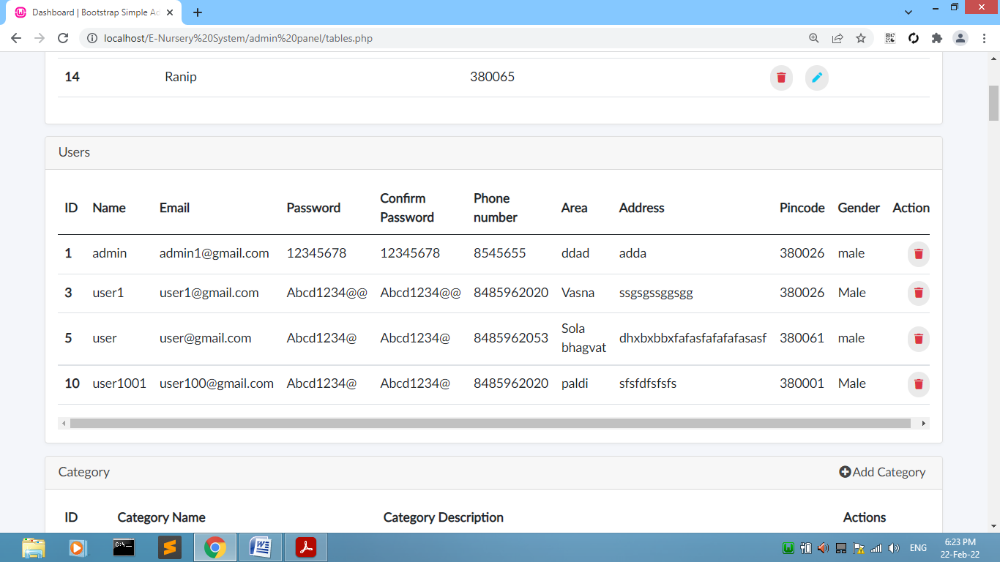 Dashboard | Bootstrap Simple Ad
localhost/E-Nursery%20System/admin%20panel/tables.php
14 Ranip 380065
Users
ID Name Email Password Confirm Password Phone number Area Address Pincode Gender Action
1 admin admin1@gmail.com 12345678 12345678 8545655 ddad adda 380026 male
3 user1 user1@gmail.com Abcd1234@@ Abcd1234@@ 8485962020 Vasna ssgsgssggsgg 380026 Male
5 user user@gmail.com Abcd1234@ Abcd1234@ 8485962053 Sola bhagvat dhxbxbbxfafasfafafafasasf 380061 male
10 user1001 user100@gmail.com Abcd1234@ Abcd1234@ 8485962020 paldi sfsfdfsfsfs 380001 Male
Category Add Category
ID Category Name Category Description Actions
ENG 6:23 PM
22-Feb-22